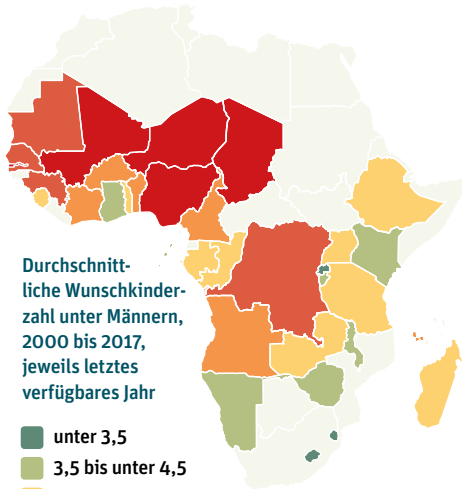 Durchschnitt-
liche Wunschkinder-
zahl unter Männern,
2000 bis 2017,
jeweils letztes
verfügbares Jahr
unter 3,5
3,5 bis unter 4,5